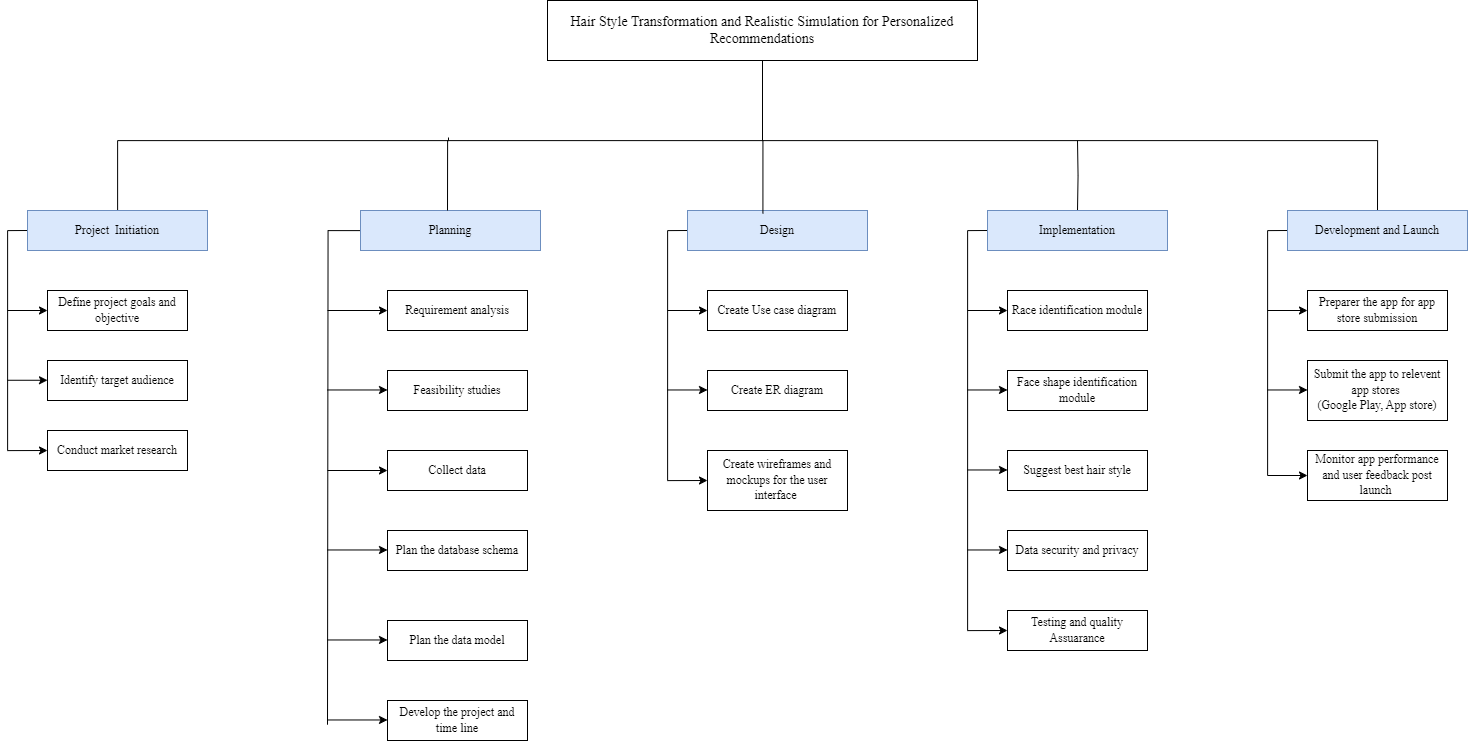 Hair Style Transformation and Realistic Simulation for Personalized
Recommendations
Project Initiation
Define project goals and
objective
Identify target audience
Conduct market research
Planning
Requirement analysis
Feasibility studies
Collect data
Plan the database schema
Plan the data model
Develop the project and
time line
Design
Create Use case diagram
Create ER diagram
Create wireframes and
mockups for the user
interface
Implementation
Race identification module
Face shape identification
module
Suggest best hair style
Data security and privacy
Testing and quality
Assuarance
Development and Launch
Preparer the app for app
store submission
Submit the app to relevent
app stores
(Google Play, App store)
Monitor app performance
and user feedback post
launch